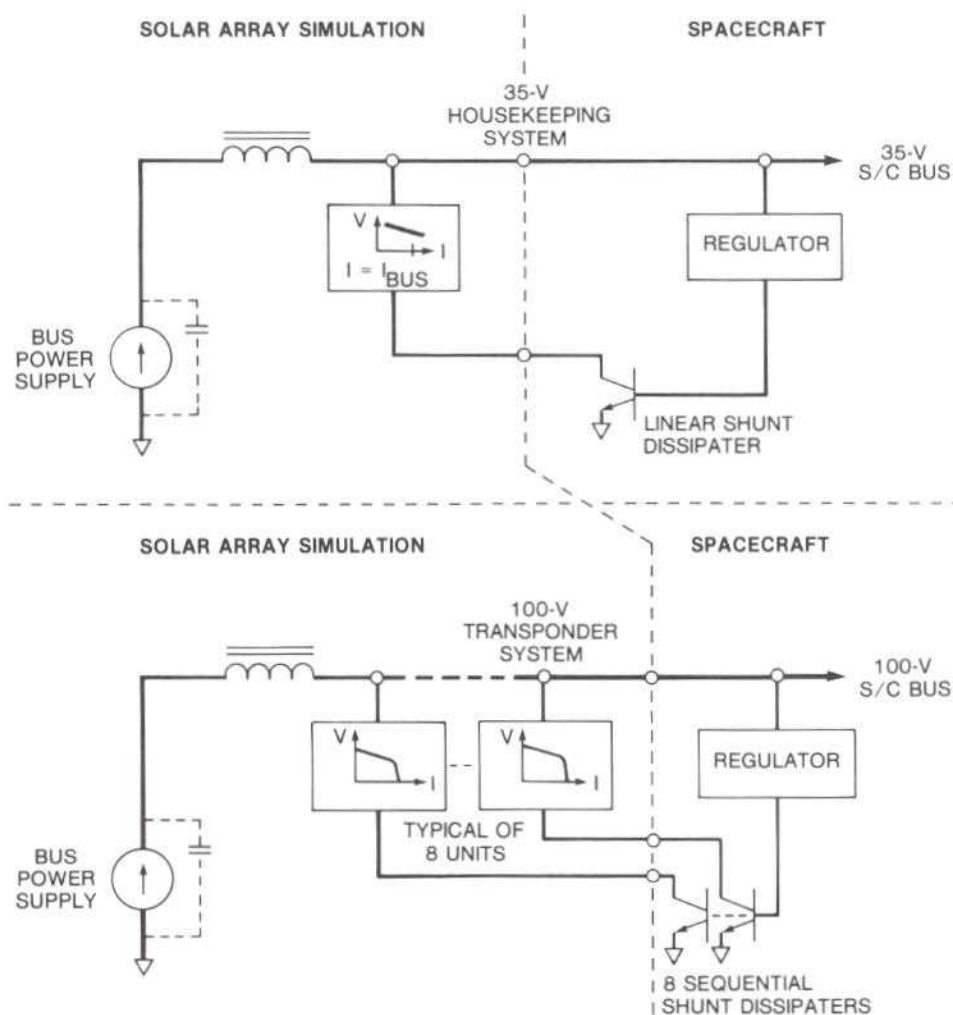 SOLAR ARRAY SIMULATION
SPACECRAFT
35-V
HOUSEKEEPING
SYSTEM
35-V
S/C BUS
V
I
I = I
BUS
REGULATOR
BUS
POWER
SUPPLY
LINEAR SHUNT
DISSIPATER
SOLAR ARRAY SIMULATION
SPACECRAFT
100-V
TRANSPONDER
SYSTEM
100-V
S/C BUS
V
I
V
I
REGULATOR
TYPICAL OF
8 UNITS
BUS
POWER
SUPPLY
8 SEQUENTIAL
SHUNT DISSIPATERS